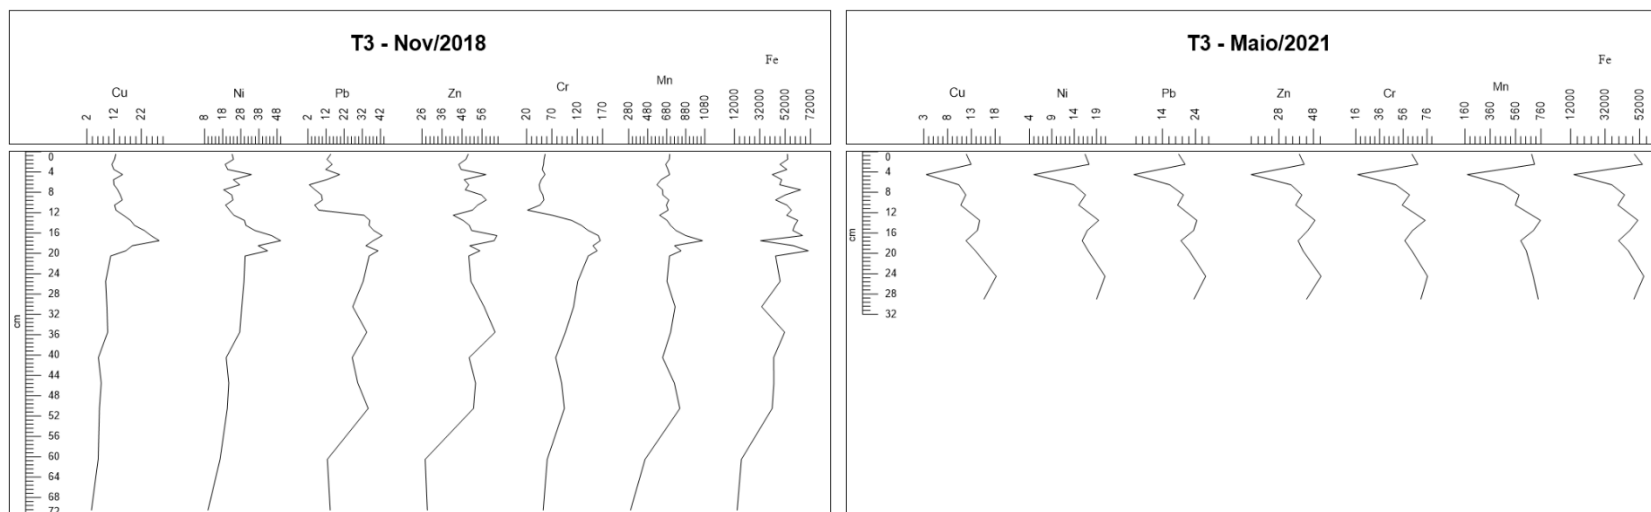 T3 - Nov/2018
Cu Ni Pb Zn Cr Mn Fe
2 12 22
8 18 28 38 48
2 12 22 32 42
26 36 46 56
20 70 120 170
280 480 680 880 1080
12000 32000 52000 72000
cm
0
4
8
12
16
20
24
28
32
36
40
44
48
52
56
60
64
68
72
T3 - Maio/2021
Cu Ni Pb Zn Cr Mn Fe
3 8 13 18
4 9 14 19
14 24
28 48
16 36 56 76
160 360 560 760
12000 32000 52000
cm
0
4
8
12
16
20
24
28
32